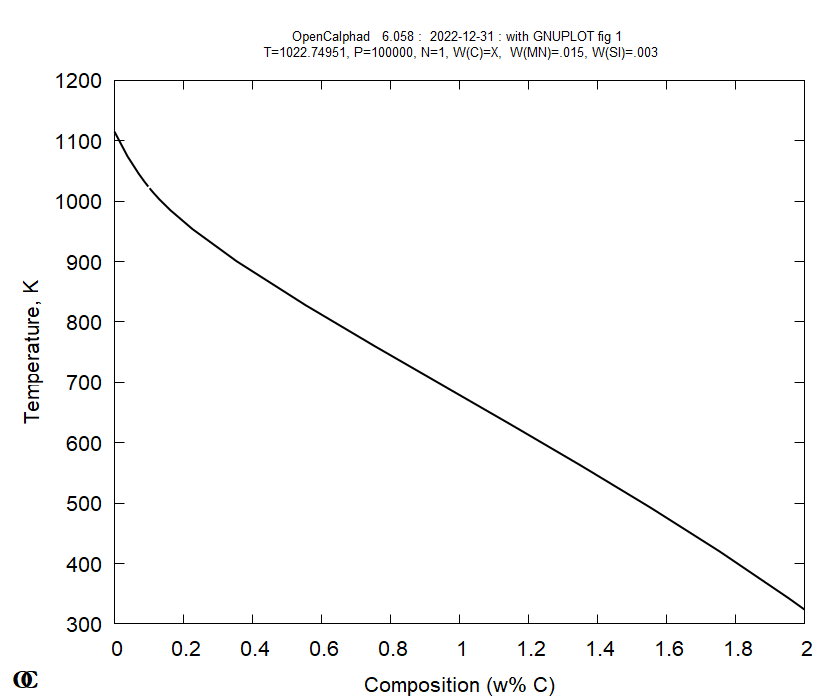 OpenCalphad 6.058 : 2022-12-31 : with GNUPLOT fig 1
T=1022.74951, P=100000, N=1, W(C)=X, W(MN)=.015, W(SI)=.003
1200
1100
1000
900
800
700
600
500
400
300
Temperature, K
0 0.2 0.4 0.6 0.8 1 1.2 1.4 1.6 1.8 2
Composition (w% C)
OC